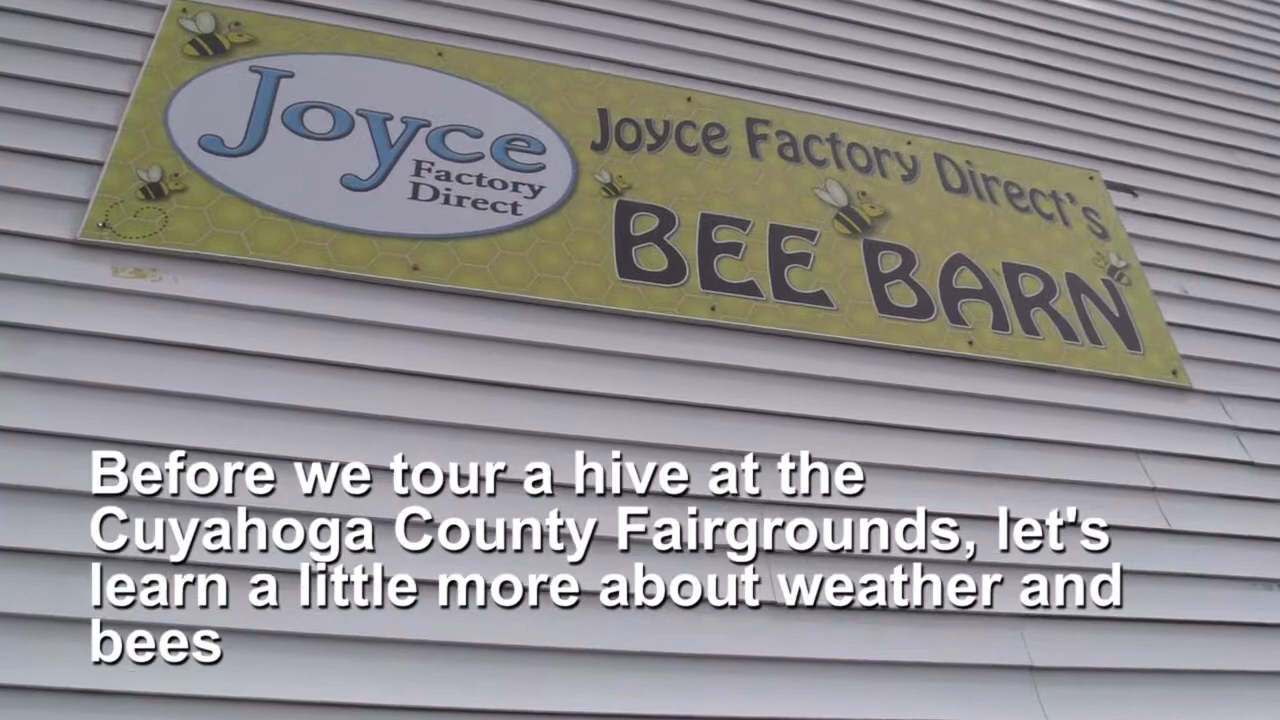 Joyce
Factory
Direct
Joyce Factory Direct's
BEE BARN
Before we tour a hive at the
Cuyahoga County Fairgrounds, let's
learn a little more about weather and
bees